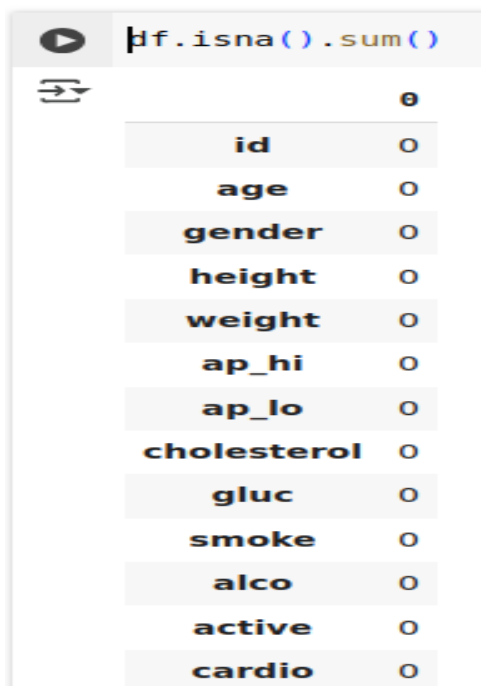 df.isna().sum()
0
id 0
age 0
gender 0
height 0
weight 0
ap_hi 0
ap_lo 0
cholesterol 0
gluc 0
smoke 0
alco 0
active 0
cardio 0